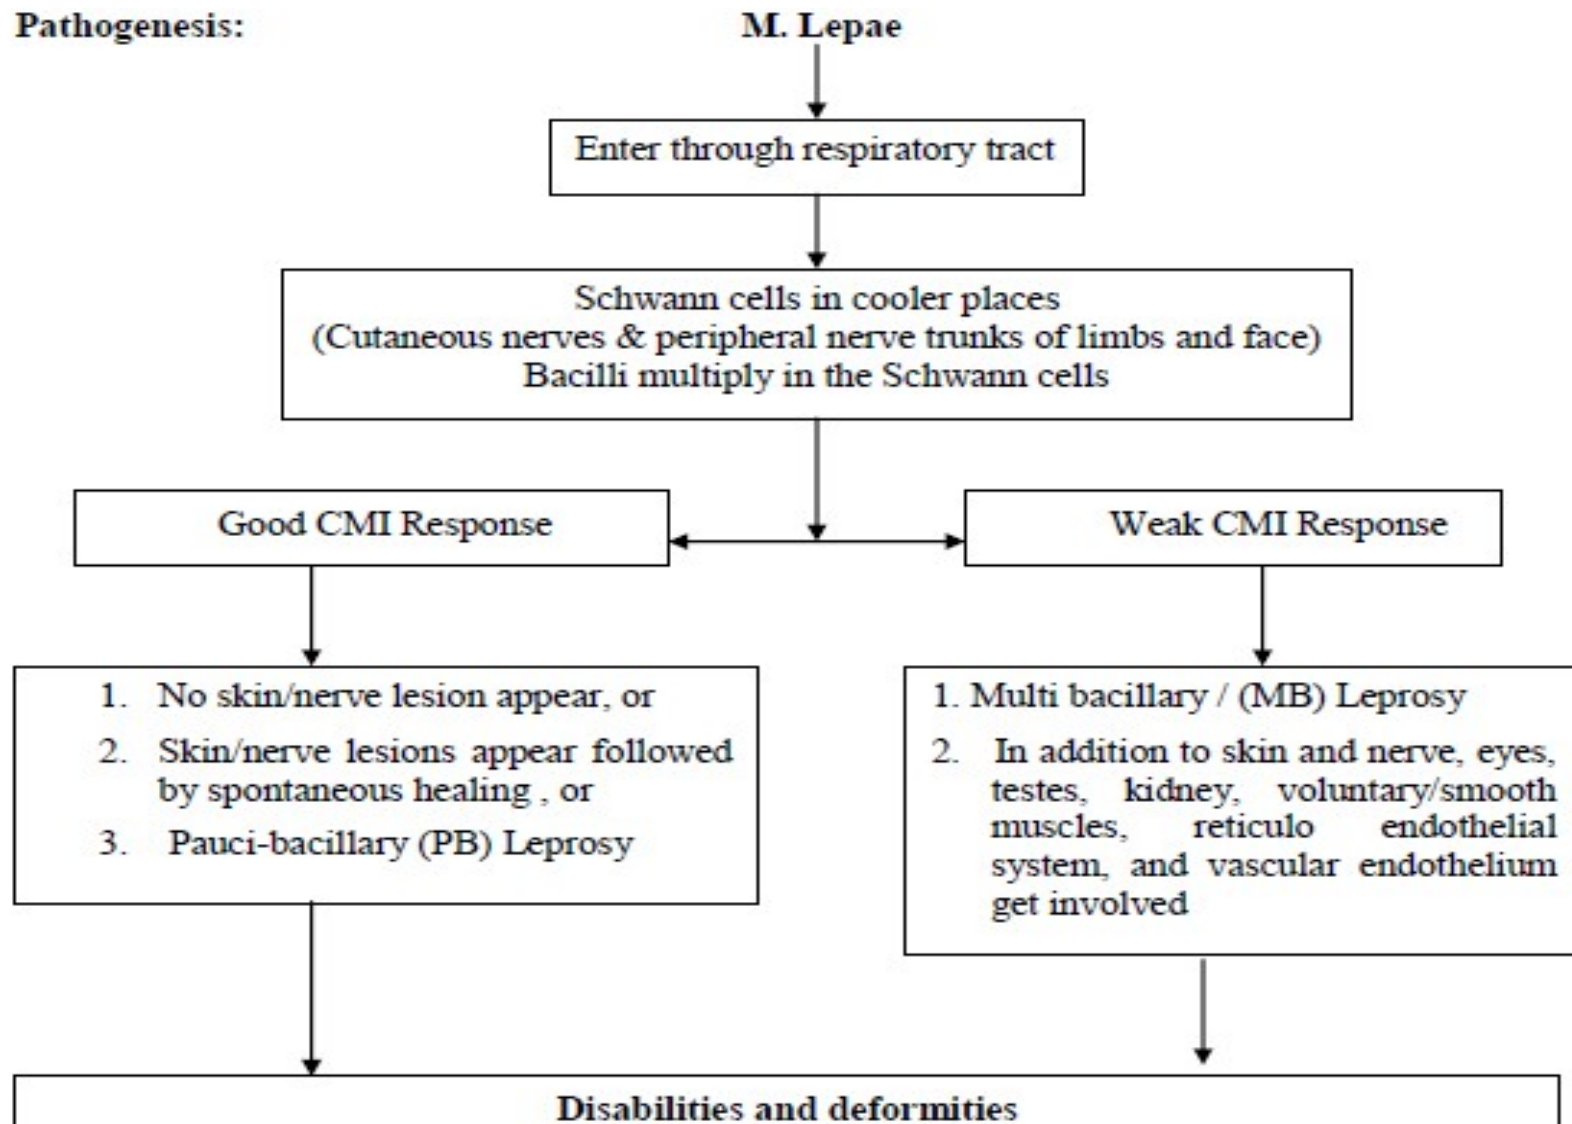 Pathogenesis:
M. Lepae
Enter through respiratory tract
Schwann cells in cooler places
(Cutaneous nerves & peripheral nerve trunks of limbs and face)
Bacilli multiply in the Schwann cells
Good CMI Response
Weak CMI Response
1. No skin/nerve lesion appear, or
2. Skin/nerve lesions appear followed
by spontaneous healing , or
3. Pauci-bacillary (PB) Leprosy
1. Multi bacillary / (MB) Leprosy
2. In addition to skin and nerve, eyes,
testes, kidney, voluntary/smooth
muscles, reticulo endothelial
system, and vascular endothelium
get involved
Disabilities and deformities